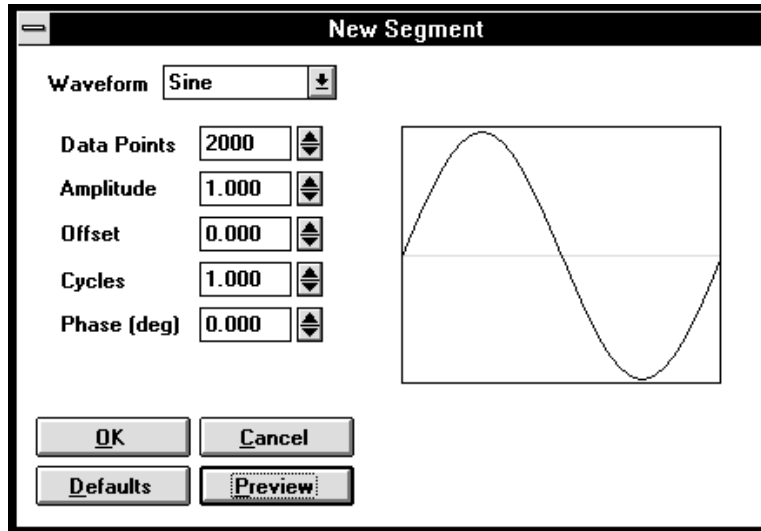 New Segment
Waveform Sine
Data Points 2000
Amplitude 1.000
Offset 0.000
Cycles 1.000
Phase (deg) 0.000
OK Cancel
Defaults Preview